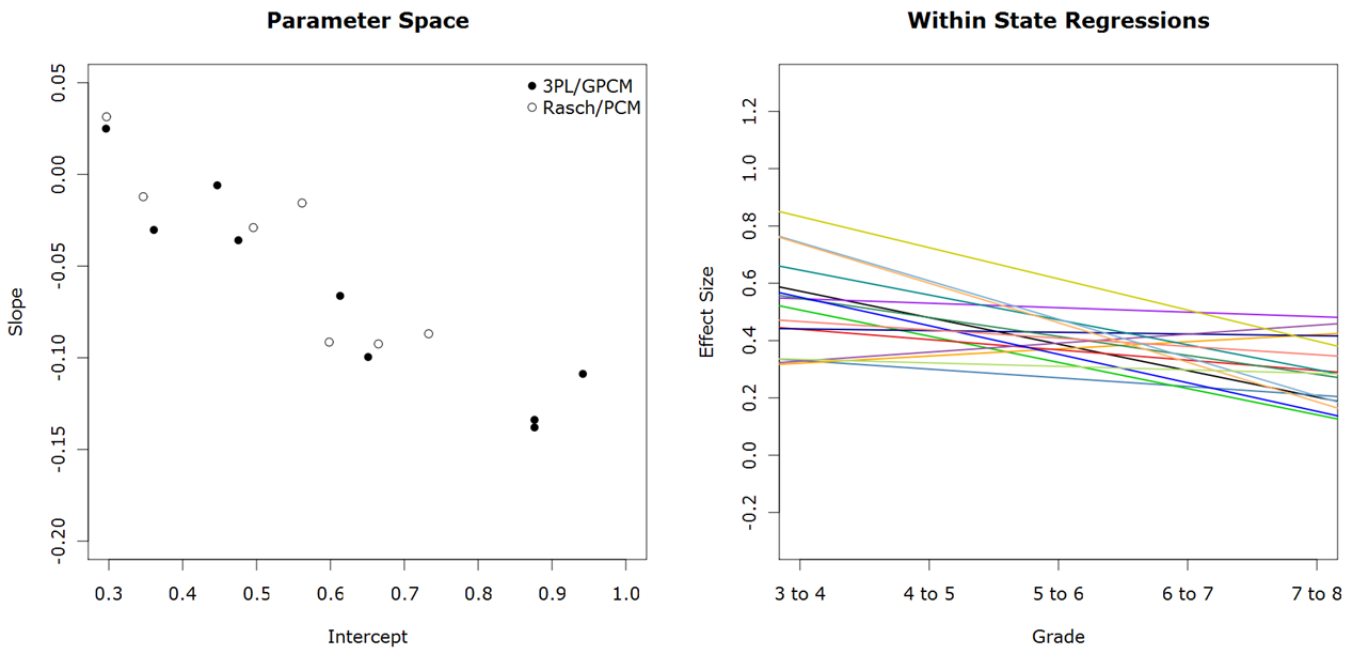 Parameter Space
0.05
0.00
-0.05
-0.10
-0.15
-0.20
Slope
3PL/GPCM
Rasch/PCM
0.3 0.4 0.5 0.6 0.7 0.8 0.9 1.0
Intercept
Within State Regressions
1.2
1.0
0.8
0.6
0.4
0.2
0.0
-0.2
Effect Size
3 to 4 4 to 5 5 to 6 6 to 7 7 to 8
Grade